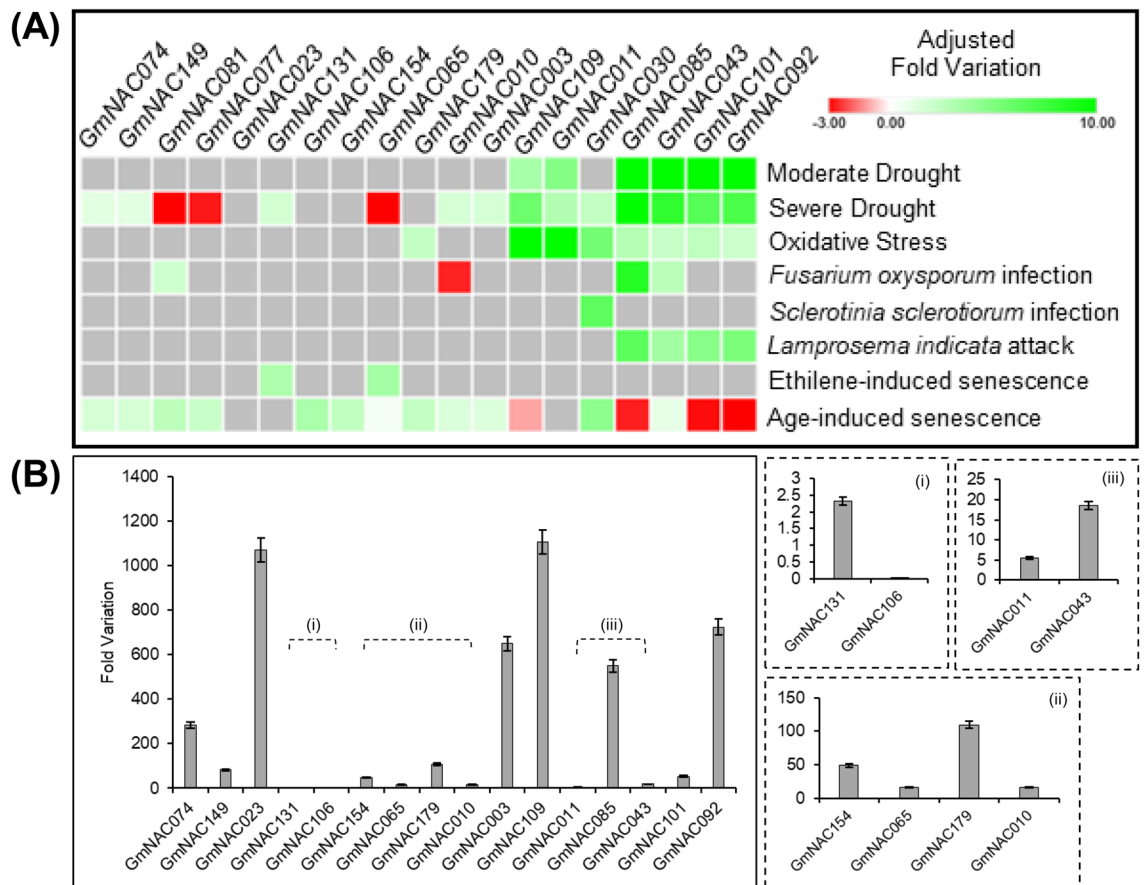 (A)
GmNAC074
GmNAC149
GmNAC081
GmNAC077
GmNAC023
GmNAC131
GmNAC106
GmNAC154
GmNAC065
GmNAC179
GmNAC010
GmNAC003
GmNAC109
GmNAC011
GmNAC030
GmNAC085
GmNAC043
GmNAC101
GmNAC092
Adjusted
Fold Variation
-3.00 0.00 10.00
Moderate Drought
Severe Drought
Oxidative Stress
Fusarium oxysporum infection
Sclerotinia sclerotiorum infection
Lamprosema indicata attack
Ethilene-induced senescence
Age-induced senescence
(B)
Fold Variation
1400
1200
1000
800
600
400
200
0
(i)
(ii)
(iii)
GmNAC074
GmNAC149
GmNAC023
GmNAC131
GmNAC106
GmNAC154
GmNAC065
GmNAC179
GmNAC010
GmNAC003
GmNAC109
GmNAC011
GmNAC085
GmNAC043
GmNAC101
GmNAC092
(i)
3
2.5
2
1.5
1
0.5
0
GmNAC131
GmNAC106
(iii)
25
20
15
10
5
0
GmNAC011
GmNAC043
(ii)
150
100
50
0
GmNAC154
GmNAC065
GmNAC179
GmNAC010